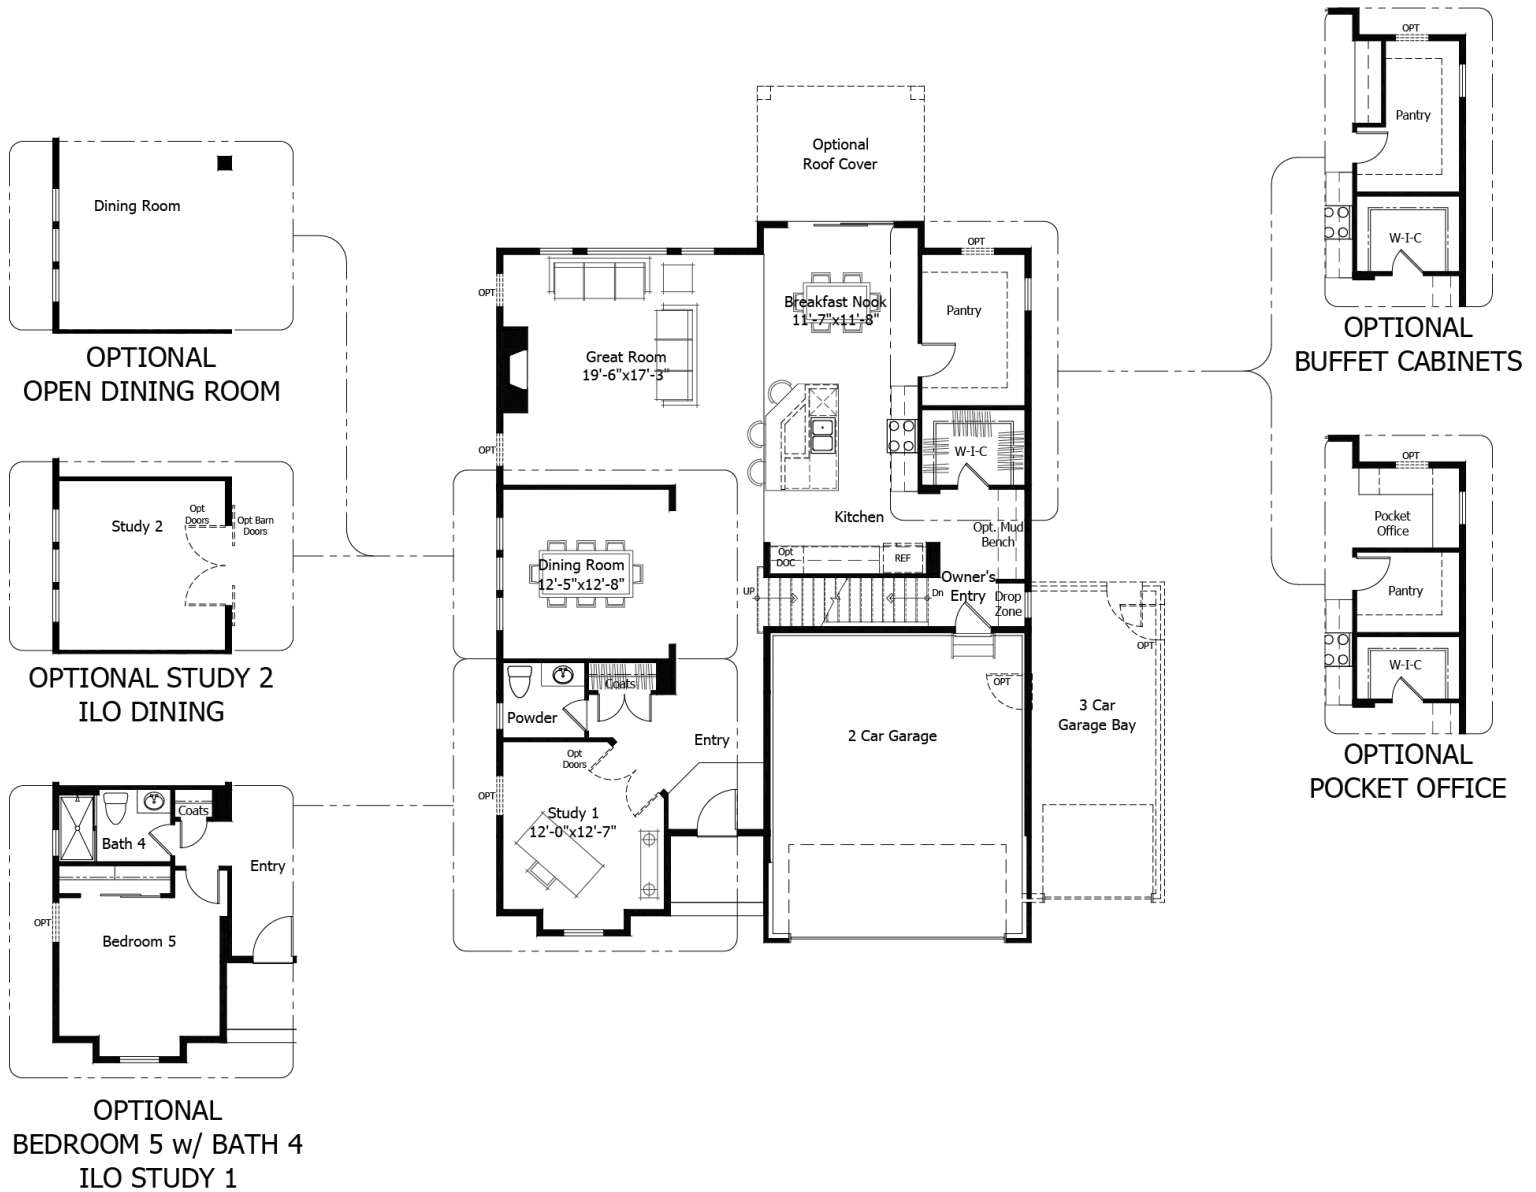 Dining Room
OPTIONAL
OPEN DINING ROOM
Study 2
Opt
Doors
Opt Barn
Doors
OPTIONAL STUDY 2
ILO DINING
Coats
Bath 4
Entry
OPT
Bedroom 5
OPTIONAL
BEDROOM 5 w/ BATH 4
ILO STUDY 1
Optional
Roof Cover
OPT
OPT
Breakfast Nook
11'-7"x11'-8"
Pantry
Great Room
19'-6"x17'-3"
OPT
W-I-C
Kitchen
Opt. Mud
Bench
Opt
DOC
REF
Dining Room
12'-5"x12'-8"
Owner's
Entry
UP
Dn
Drop
Zone
OPT
Coats
OPT
Powder
Entry
2 Car Garage
3 Car
Garage Bay
Opt
Doors
OPT
Study 1
12'-0"x12'-7"
OPT
Pantry
W-I-C
OPTIONAL
BUFFET CABINETS
OPT
Pocket
Office
Pantry
W-I-C
OPTIONAL
POCKET OFFICE